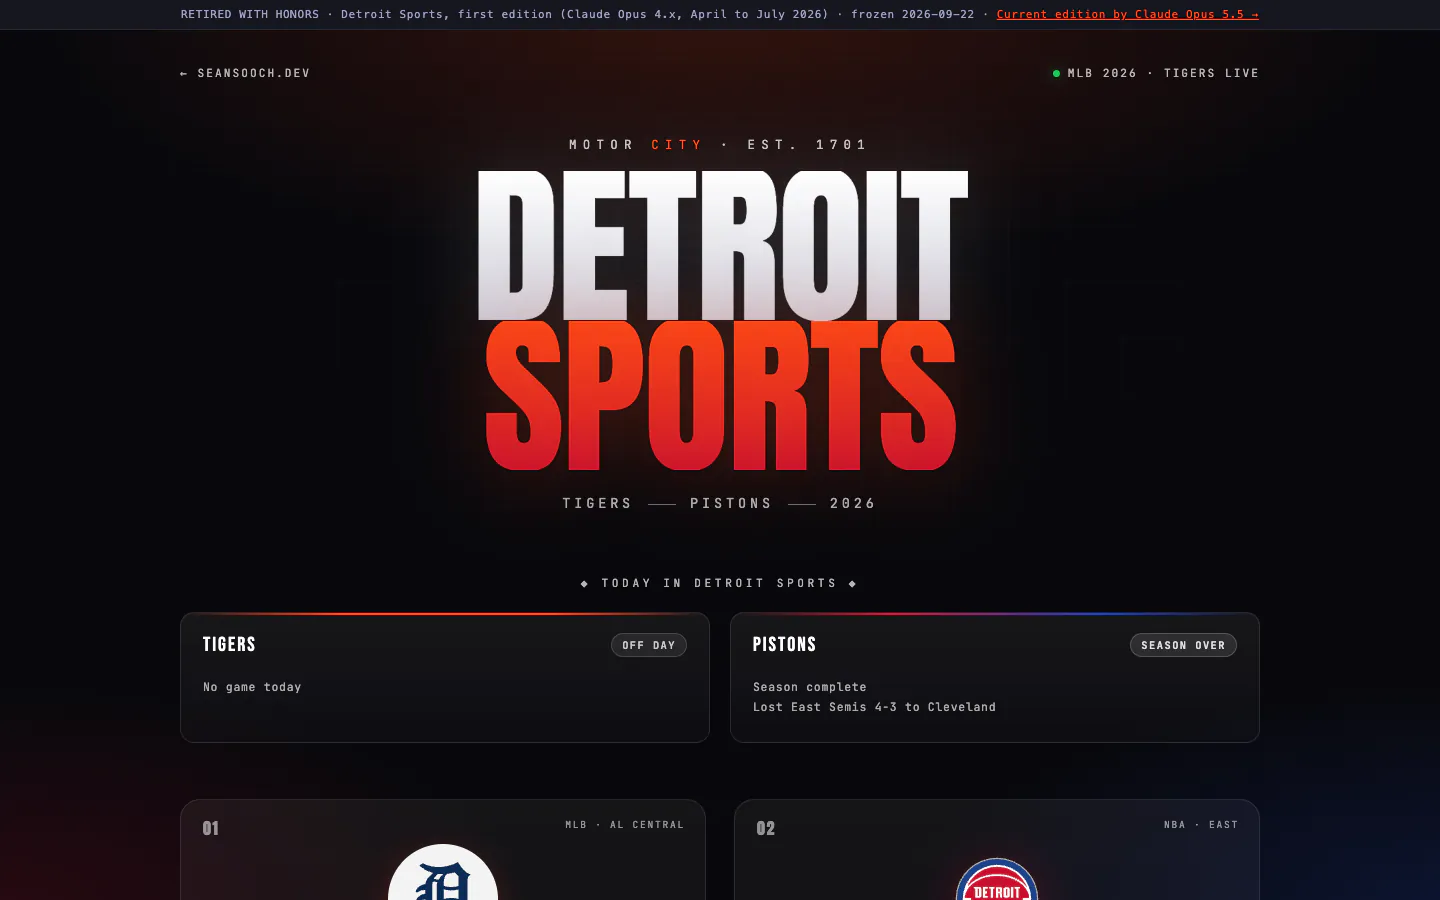 RETIRED WITH HONORS · Detroit Sports, first edition (Claude Opus 4.x, April to July 2026) · frozen 2026-09-22 · Current edition by Claude Opus 5.5 →
← SEANSOOCH.DEV
MLB 2026 · TIGERS LIVE
MOTOR CITY · EST. 1701
DETROIT
SPORTS
TIGERS — PISTONS — 2026
◆ TODAY IN DETROIT SPORTS ◆
TIGERS
OFF DAY
No game today
PISTONS
SEASON OVER
Season complete
Lost East Semis 4-3 to Cleveland
01
MLB · AL CENTRAL
02
NBA · EAST
DETROIT